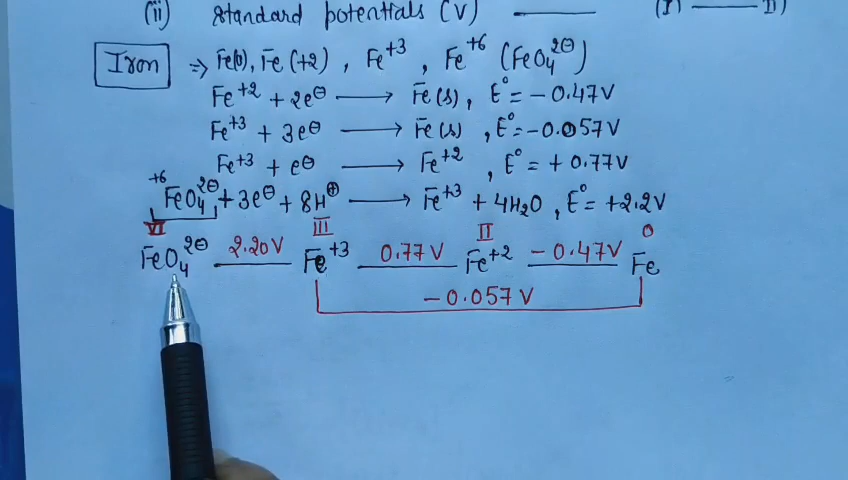 (ii) Standard potentials (V) ——— (I) ——— II)
Iron ⇒ Fe(0), Fe(+2), Fe⁺³, Fe⁺⁶ (FeO₄²⊖)
Fe⁺² + 2e⊖ ⟶ Fe(s), E° = -0.47V
Fe⁺³ + 3e⊖ ⟶ Fe(s), E° = -0.057V
Fe⁺³ + e⊖ ⟶ Fe⁺², E° = +0.77V
+6
FeO₄²⊖ + 3e⊖ + 8H⊕ ⟶ Fe⁺³ + 4H₂O, E° = +2.2V
VI III II 0
FeO₄²⊖ 2.20V Fe⁺³ 0.77V Fe⁺² -0.47V Fe
-0.057V